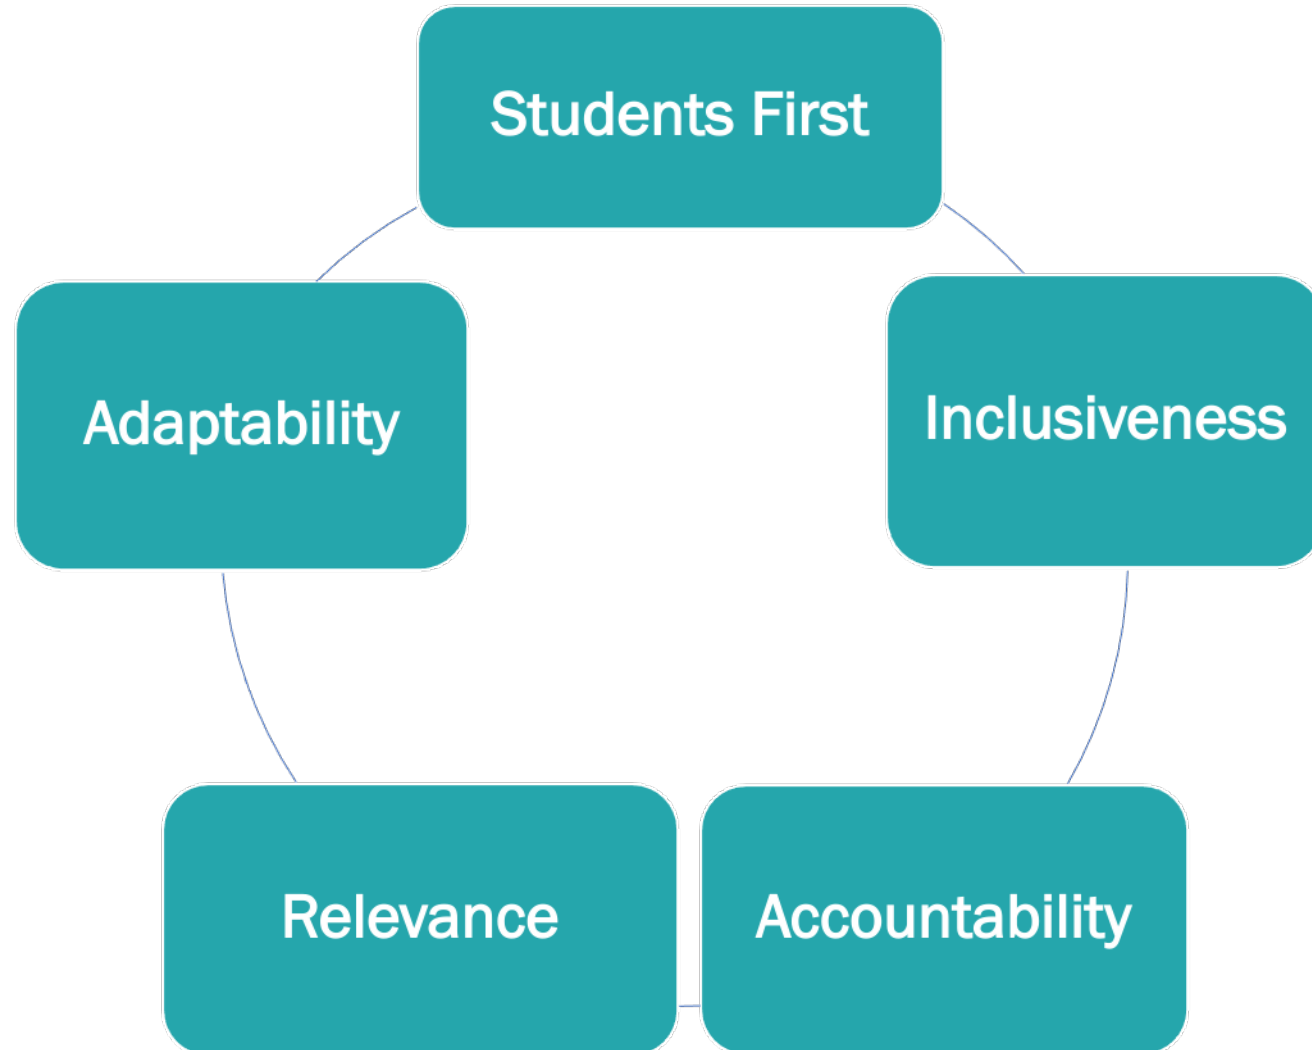 Students First
Inclusiveness
Accountability
Relevance
Adaptability